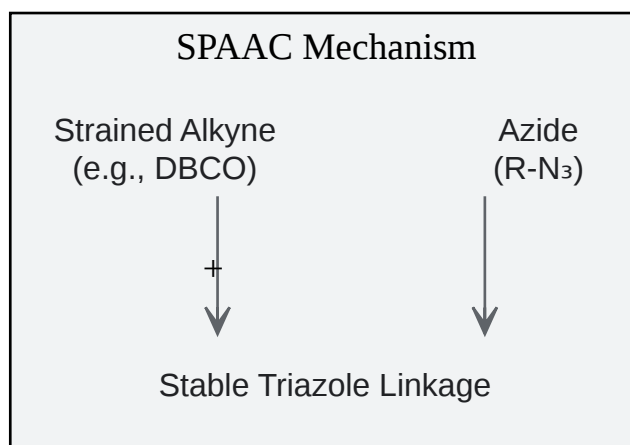 SPAAC Mechanism
Strained Alkyne
(e.g., DBCO)
Azide
(R-N₃)
+
Stable Triazole Linkage